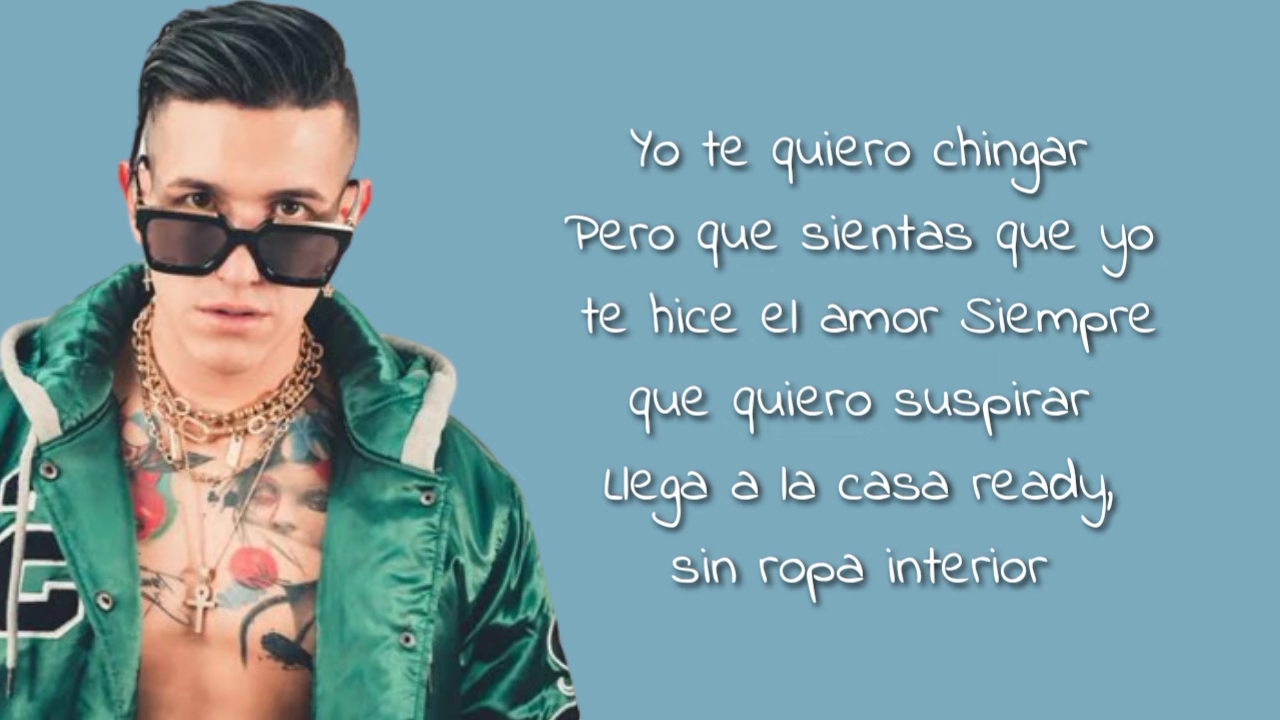 Yo te quiero chingar
Pero que sientas que yo
te hice el amor Siempre
que quiero suspirar
Llega a la casa ready,
sin ropa interior